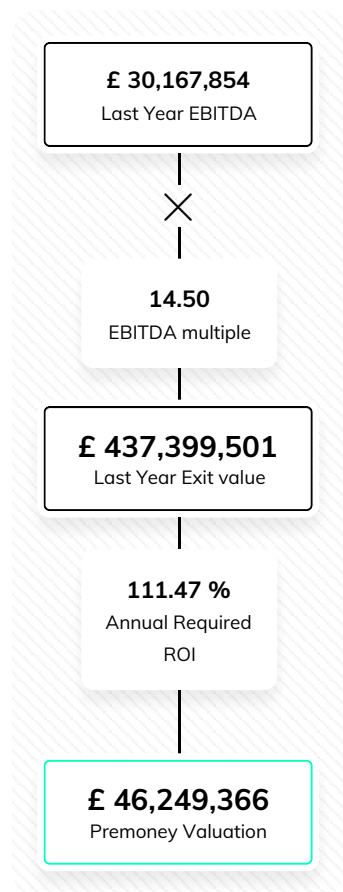 £ 30,167,854
Last Year EBITDA
14.50
EBITDA multiple
£ 437,399,501
Last Year Exit value
111.47 %
Annual Required
ROI
£ 46,249,366
Premoney Valuation